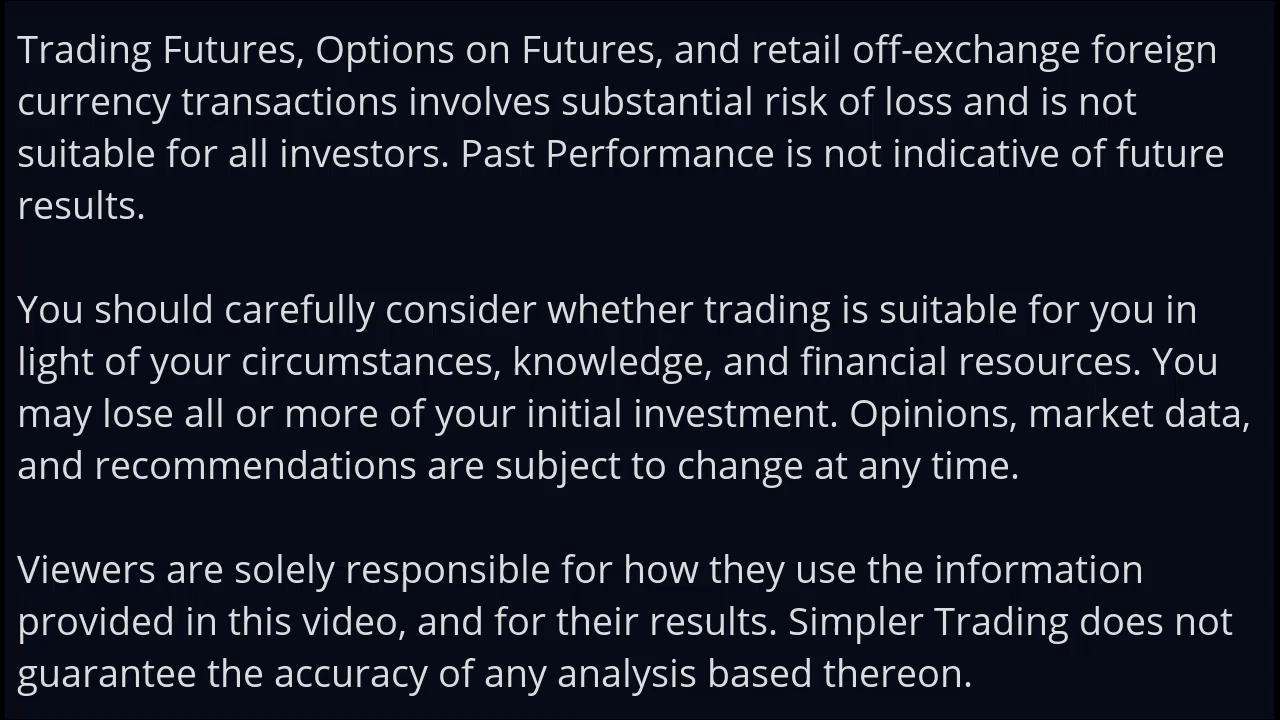 Trading Futures, Options on Futures, and retail off-exchange foreign
currency transactions involves substantial risk of loss and is not
suitable for all investors. Past Performance is not indicative of future
results.
You should carefully consider whether trading is suitable for you in
light of your circumstances, knowledge, and financial resources. You
may lose all or more of your initial investment. Opinions, market data,
and recommendations are subject to change at any time.
Viewers are solely responsible for how they use the information
provided in this video, and for their results. Simpler Trading does not
guarantee the accuracy of any analysis based thereon.